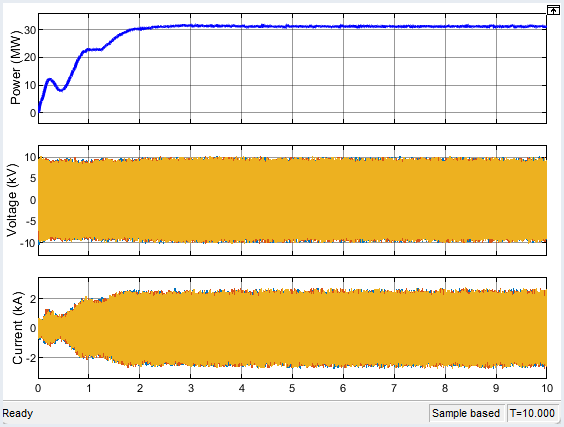 Power (MW)
30
20
10
0
Voltage (kV)
10
5
0
-5
-10
Current (kA)
2
0
-2
0 1 2 3 4 5 6 7 8 9 10
Ready Sample based T=10.000